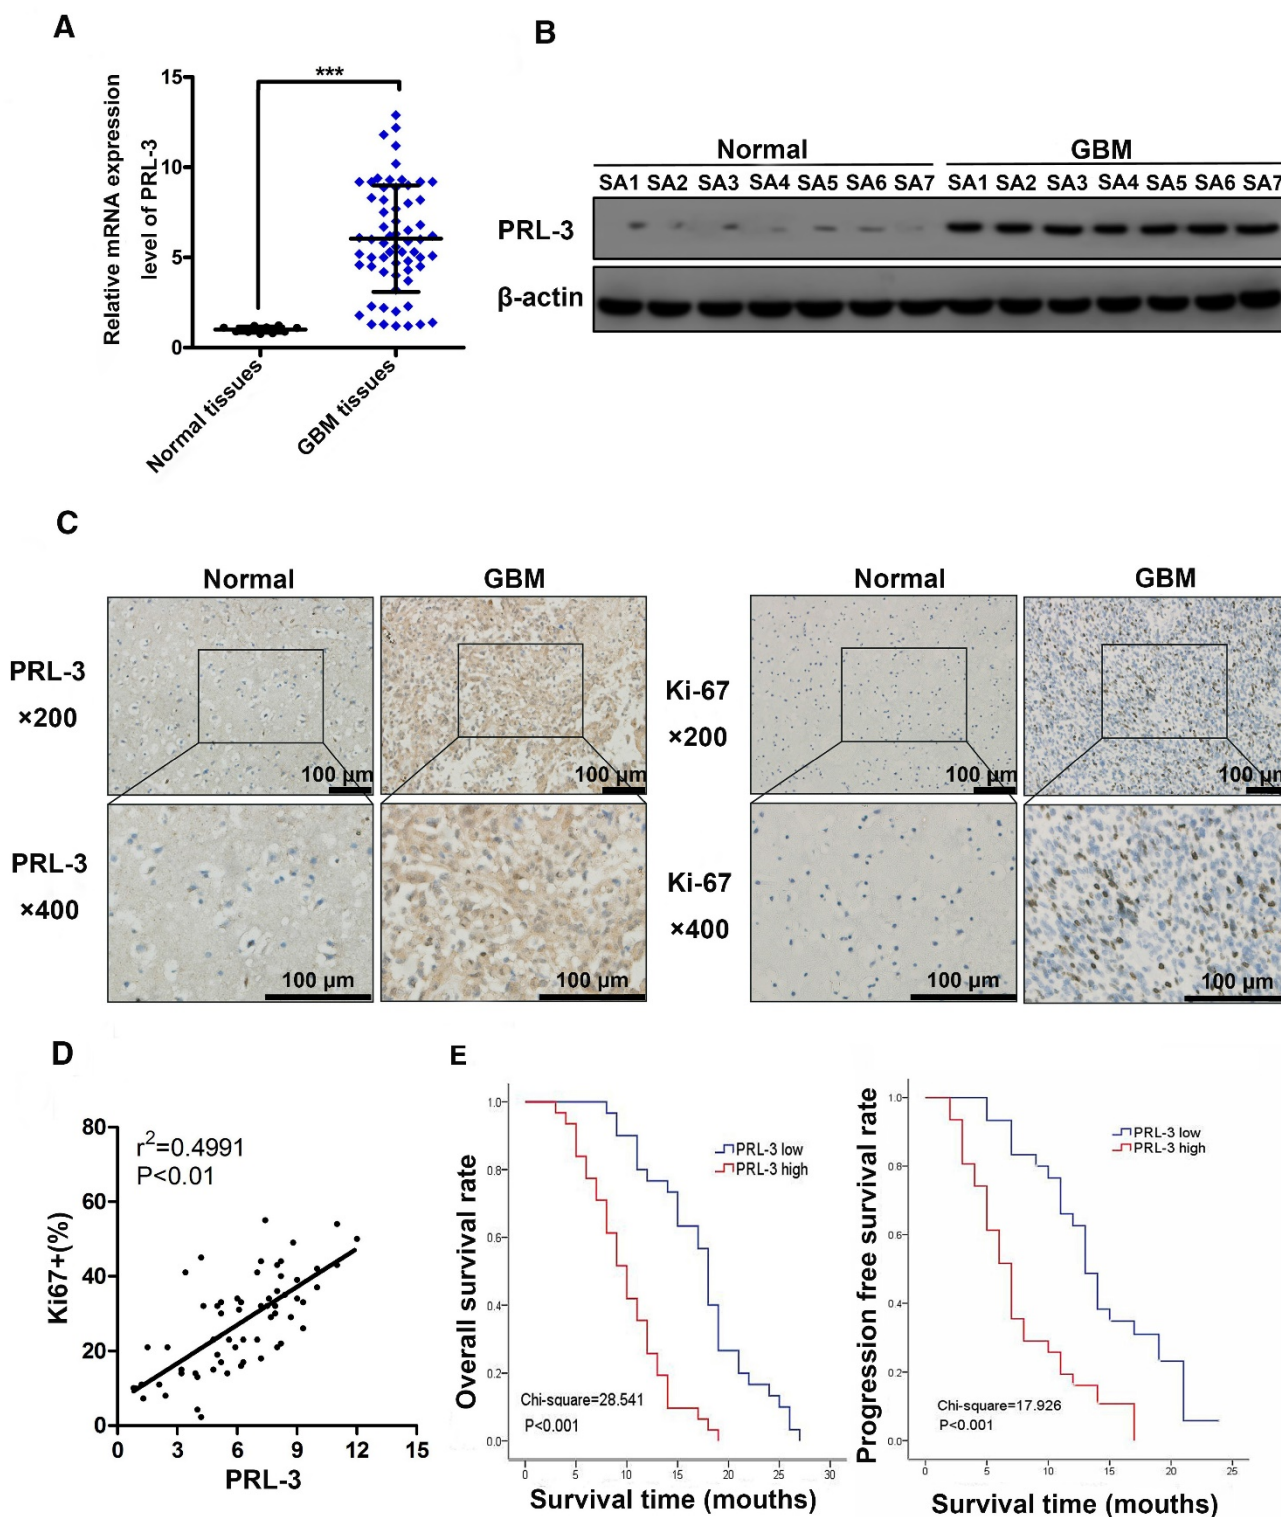 A
Relative mRNA expression
level of PRL-3
15
10
5
0
***
Normal tissues
GBM tissues
B
Normal
GBM
SA1 SA2 SA3 SA4 SA5 SA6 SA7 SA1 SA2 SA3 SA4 SA5 SA6 SA7
PRL-3
β-actin
C
Normal
GBM
Normal
GBM
PRL-3
×200
100 µm
100 µm
Ki-67
×200
100 µm
100 µm
PRL-3
×400
100 µm
100 µm
Ki-67
×400
100 µm
100 µm
D
Ki67+(%)
80
60
40
20
0
r²=0.4991
P<0.01
0 3 6 9 12 15
PRL-3
E
Overall survival rate
1.0
0.8
0.6
0.4
0.2
0.0
PRL-3 low
PRL-3 high
Chi-square=28.541
P<0.001
0 5 10 15 20 25 30
Survival time (mouths)
Progression free survival rate
1.0
0.8
0.6
0.4
0.2
0.0
PRL-3 low
PRL-3 high
Chi-square=17.926
P<0.001
0 5 10 15 20 25
Survival time (mouths)